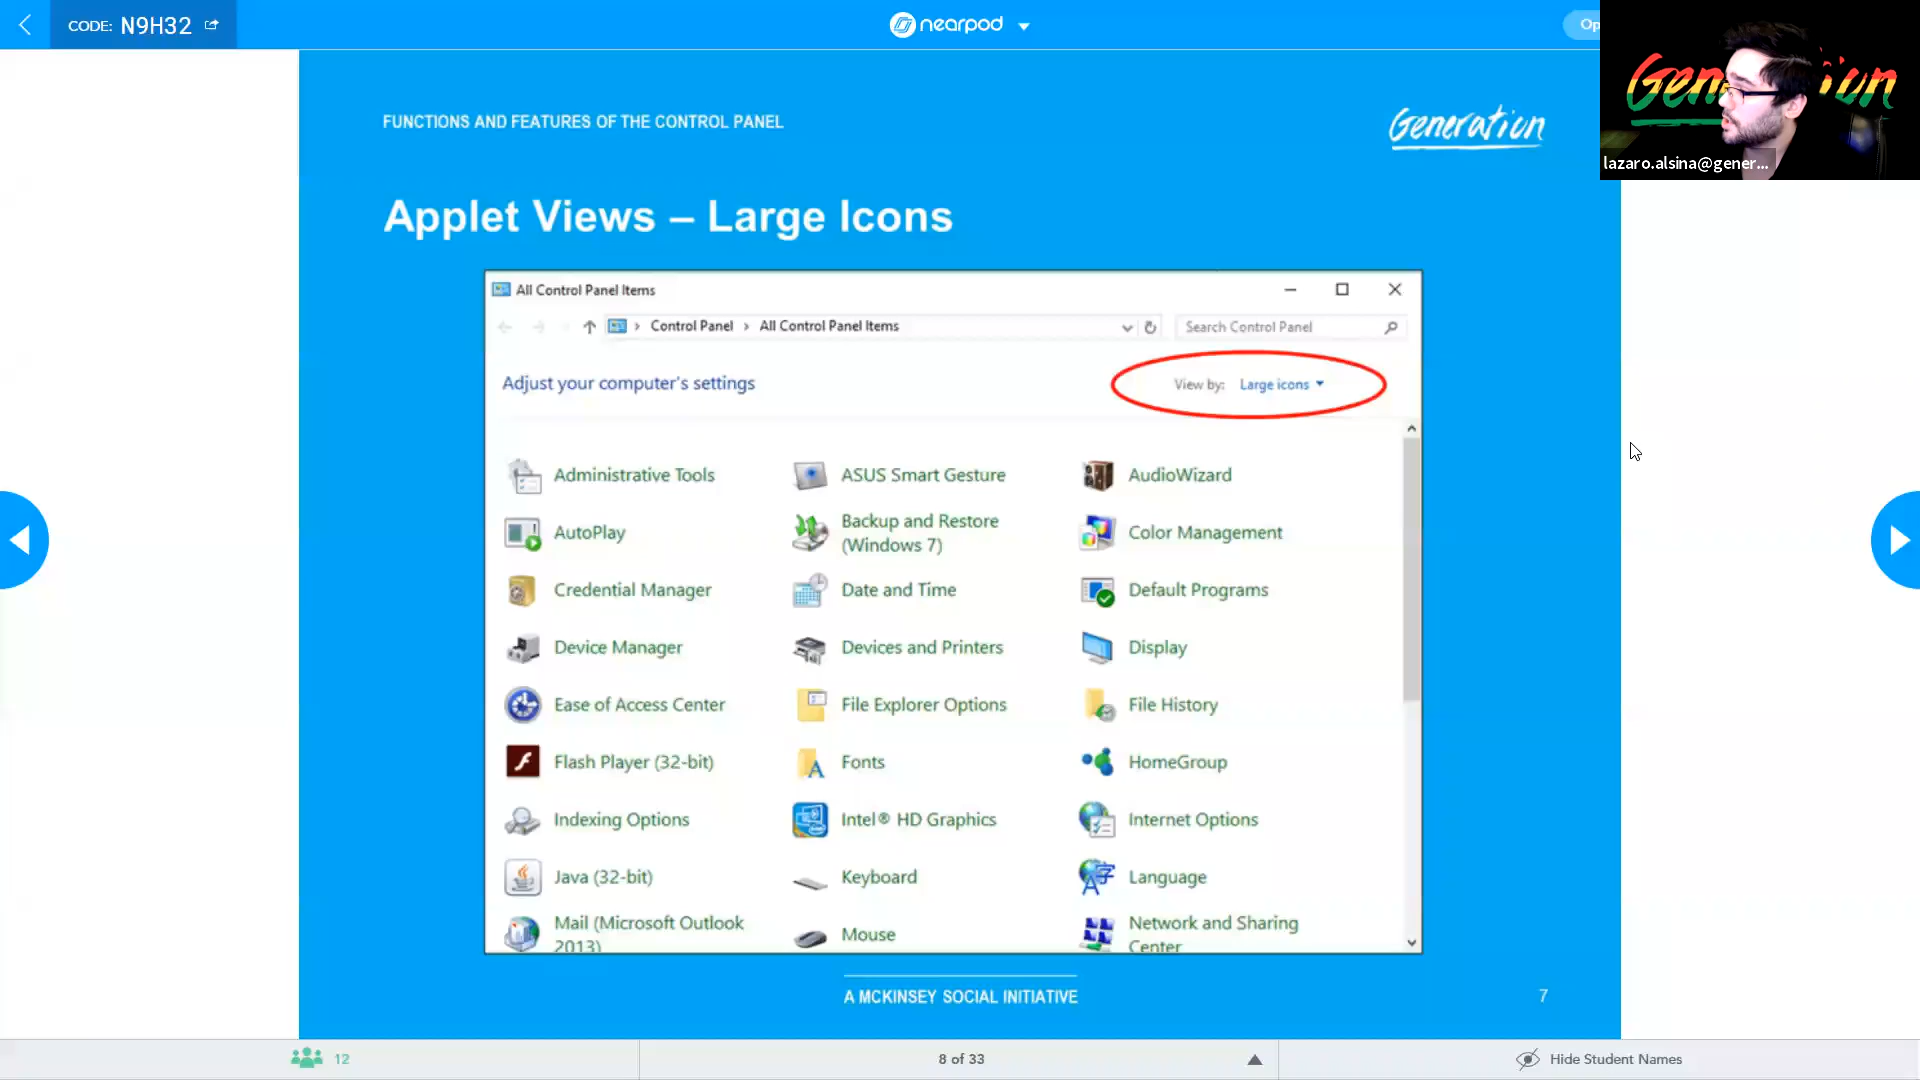 CODE: N9H32
nearpod
Op
Generation
lazaro.alsina@gener...
FUNCTIONS AND FEATURES OF THE CONTROL PANEL
Generation
Applet Views – Large Icons
All Control Panel Items
Control Panel > All Control Panel Items
Search Control Panel
Adjust your computer's settings
View by: Large icons
Administrative Tools
ASUS Smart Gesture
AudioWizard
AutoPlay
Backup and Restore
(Windows 7)
Color Management
Credential Manager
Date and Time
Default Programs
Device Manager
Devices and Printers
Display
Ease of Access Center
File Explorer Options
File History
Flash Player (32-bit)
Fonts
HomeGroup
Indexing Options
Intel® HD Graphics
Internet Options
Java (32-bit)
Keyboard
Language
Mail (Microsoft Outlook
2013)
Mouse
Network and Sharing
Center
A MCKINSEY SOCIAL INITIATIVE
7
12
8 of 33
Hide Student Names